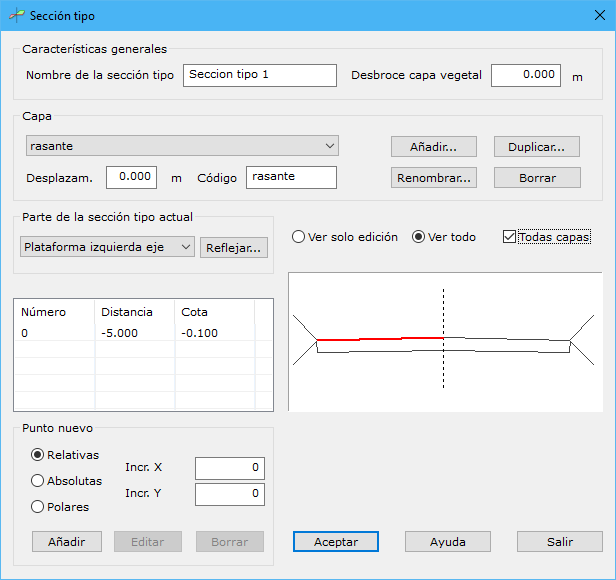 Sección tipo
Características generales
Nombre de la sección tipo Seccion tipo 1 Desbroce capa vegetal 0.000 m
Capa
rasante Añadir... Duplicar...
Desplazam. 0.000 m Código rasante Renombrar... Borrar
Parte de la sección tipo actual
Plataforma izquierda eje Reflejar... Ver solo edición Ver todo Todas capas
Número Distancia Cota
0 -5.000 -0.100
Punto nuevo
Relativas
Incr. X 0
Absolutas
Incr. Y 0
Polares
Añadir Editar Borrar Aceptar Ayuda Salir